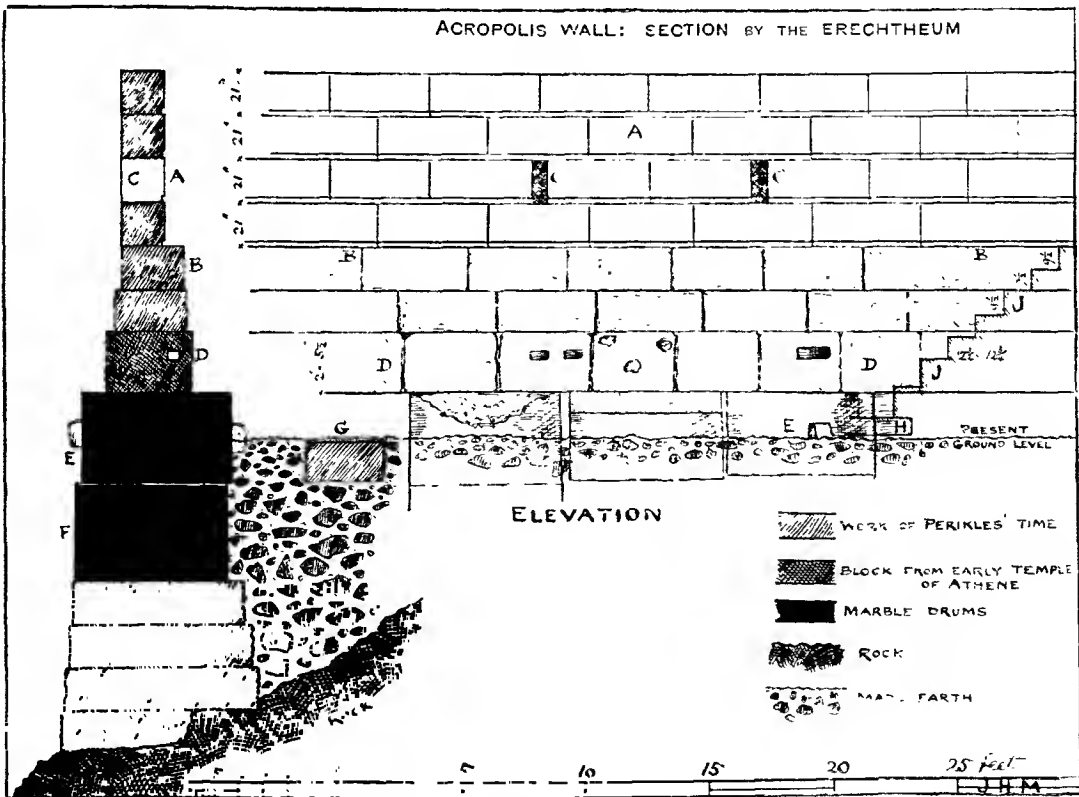 ACROPOLIS WALL: SECTION BY THE ERECHTHEUM
A
C A C C
B B B
J
D D D
J
G
E E H PRESENT
GROUND LEVEL
F
ELEVATION
WORK OF PERIKLES' TIME
BLOCK FROM EARLY TEMPLE
OF ATHENE
MARBLE DRUMS
ROCK
EARTH
ROCK
10 15 20 25 feet
J H M